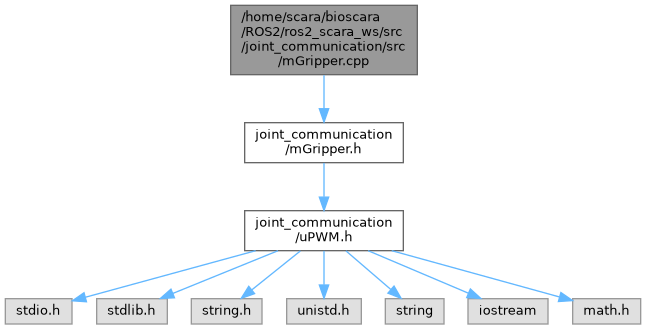 /home/scara/bioscara
/ROS2/ros2_scara_ws/src
/joint_communication/src
/mGripper.cpp
joint_communication
/mGripper.h
joint_communication
/uPWM.h
stdio.h
stdlib.h
string.h
unistd.h
string
iostream
math.h